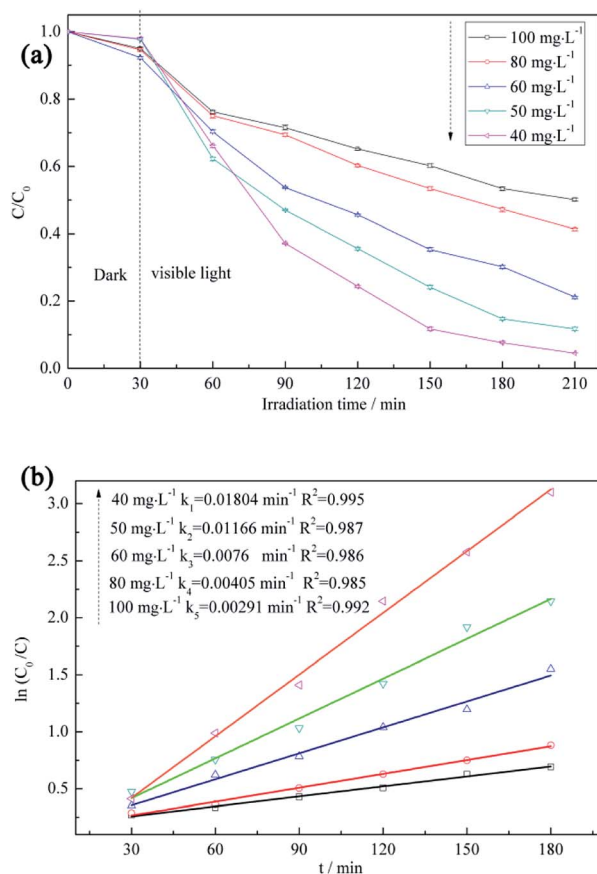 (a)
1.0
0.8
0.6
0.4
0.2
0.0
C/C₀
100 mg·L⁻¹
80 mg·L⁻¹
60 mg·L⁻¹
50 mg·L⁻¹
40 mg·L⁻¹
Dark
visible light
0 30 60 90 120 150 180 210
Irradiation time / min
(b)
3.0
2.5
2.0
1.5
1.0
0.5
ln (C₀/C)
40 mg·L⁻¹ k₁=0.01804 min⁻¹ R²=0.995
50 mg·L⁻¹ k₂=0.01166 min⁻¹ R²=0.987
60 mg·L⁻¹ k₃=0.0076 min⁻¹ R²=0.986
80 mg·L⁻¹ k₄=0.00405 min⁻¹ R²=0.985
100 mg·L⁻¹ k₅=0.00291 min⁻¹ R²=0.992
30 60 90 120 150 180
t / min